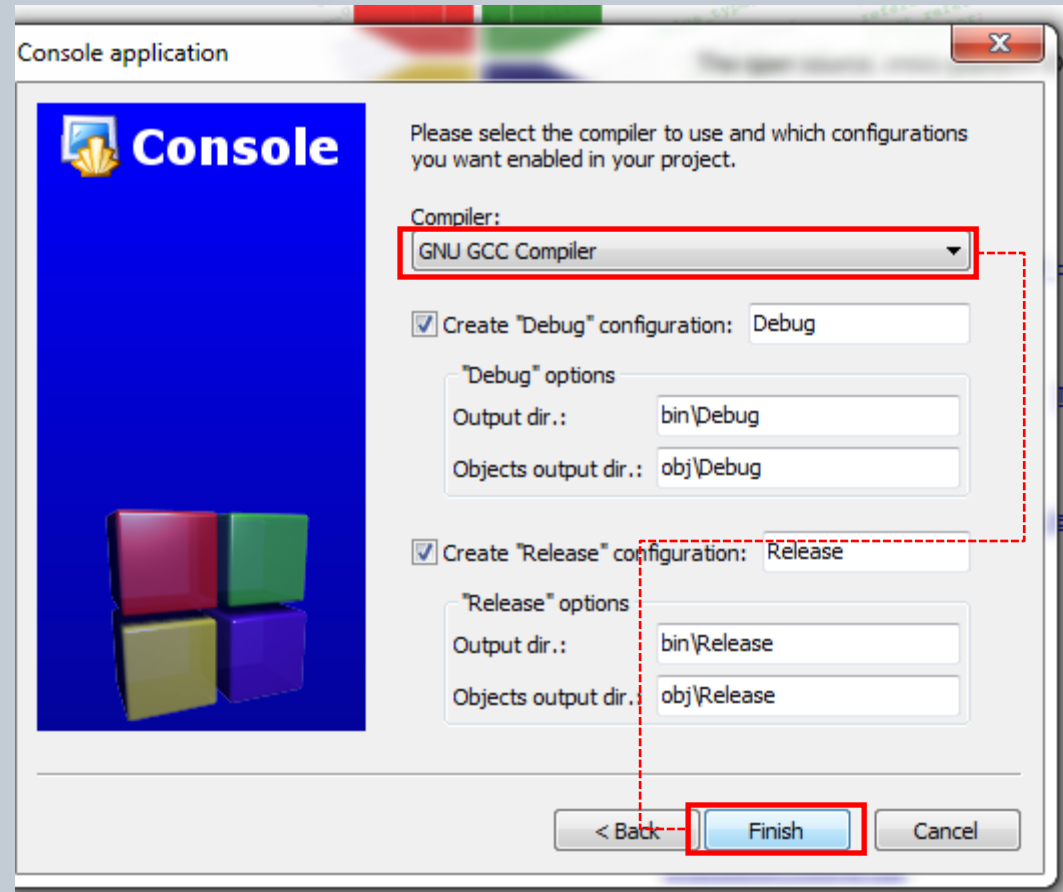 Console application
Console
Please select the compiler to use and which configurations
you want enabled in your project.
Compiler:
GNU GCC Compiler
Create "Debug" configuration: Debug
"Debug" options
Output dir.: bin\Debug
Objects output dir.: obj\Debug
Create "Release" configuration: Release
"Release" options
Output dir.: bin\Release
Objects output dir.: obj\Release
< Back Finish Cancel